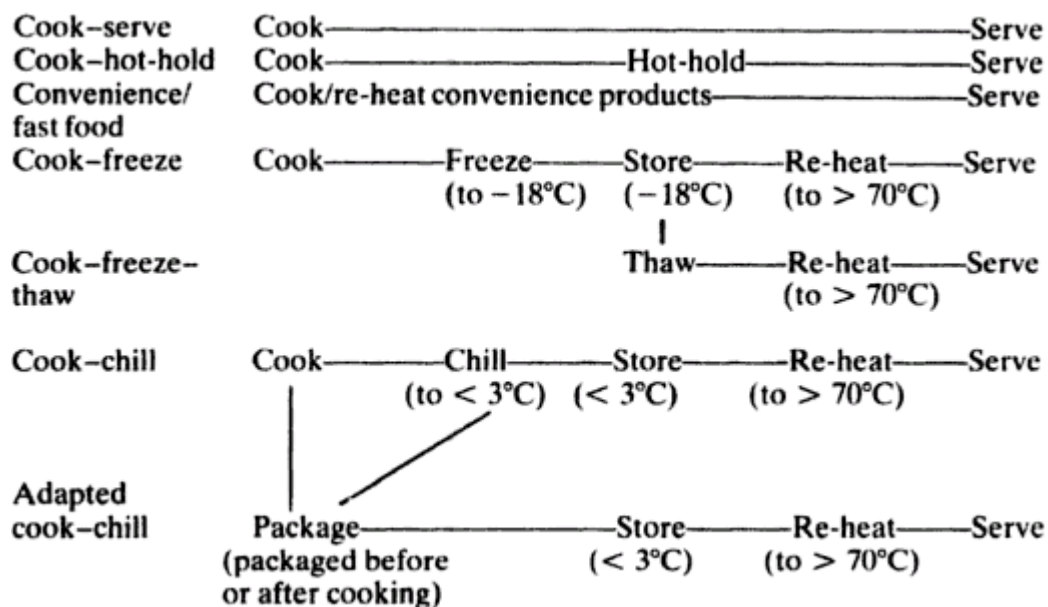 Cook–serve Cook Serve
Cook–hot-hold Cook Hot-hold Serve
Convenience/ Cook/re-heat convenience products Serve
fast food
Cook–freeze Cook Freeze Store Re-heat Serve
(to −18°C) (−18°C) (to > 70°C)
Cook–freeze– Thaw Re-heat Serve
thaw (to > 70°C)
Cook–chill Cook Chill Store Re-heat Serve
(to < 3°C) (< 3°C) (to > 70°C)
Adapted
cook–chill Package Store Re-heat Serve
(packaged before (< 3°C) (to > 70°C)
or after cooking)